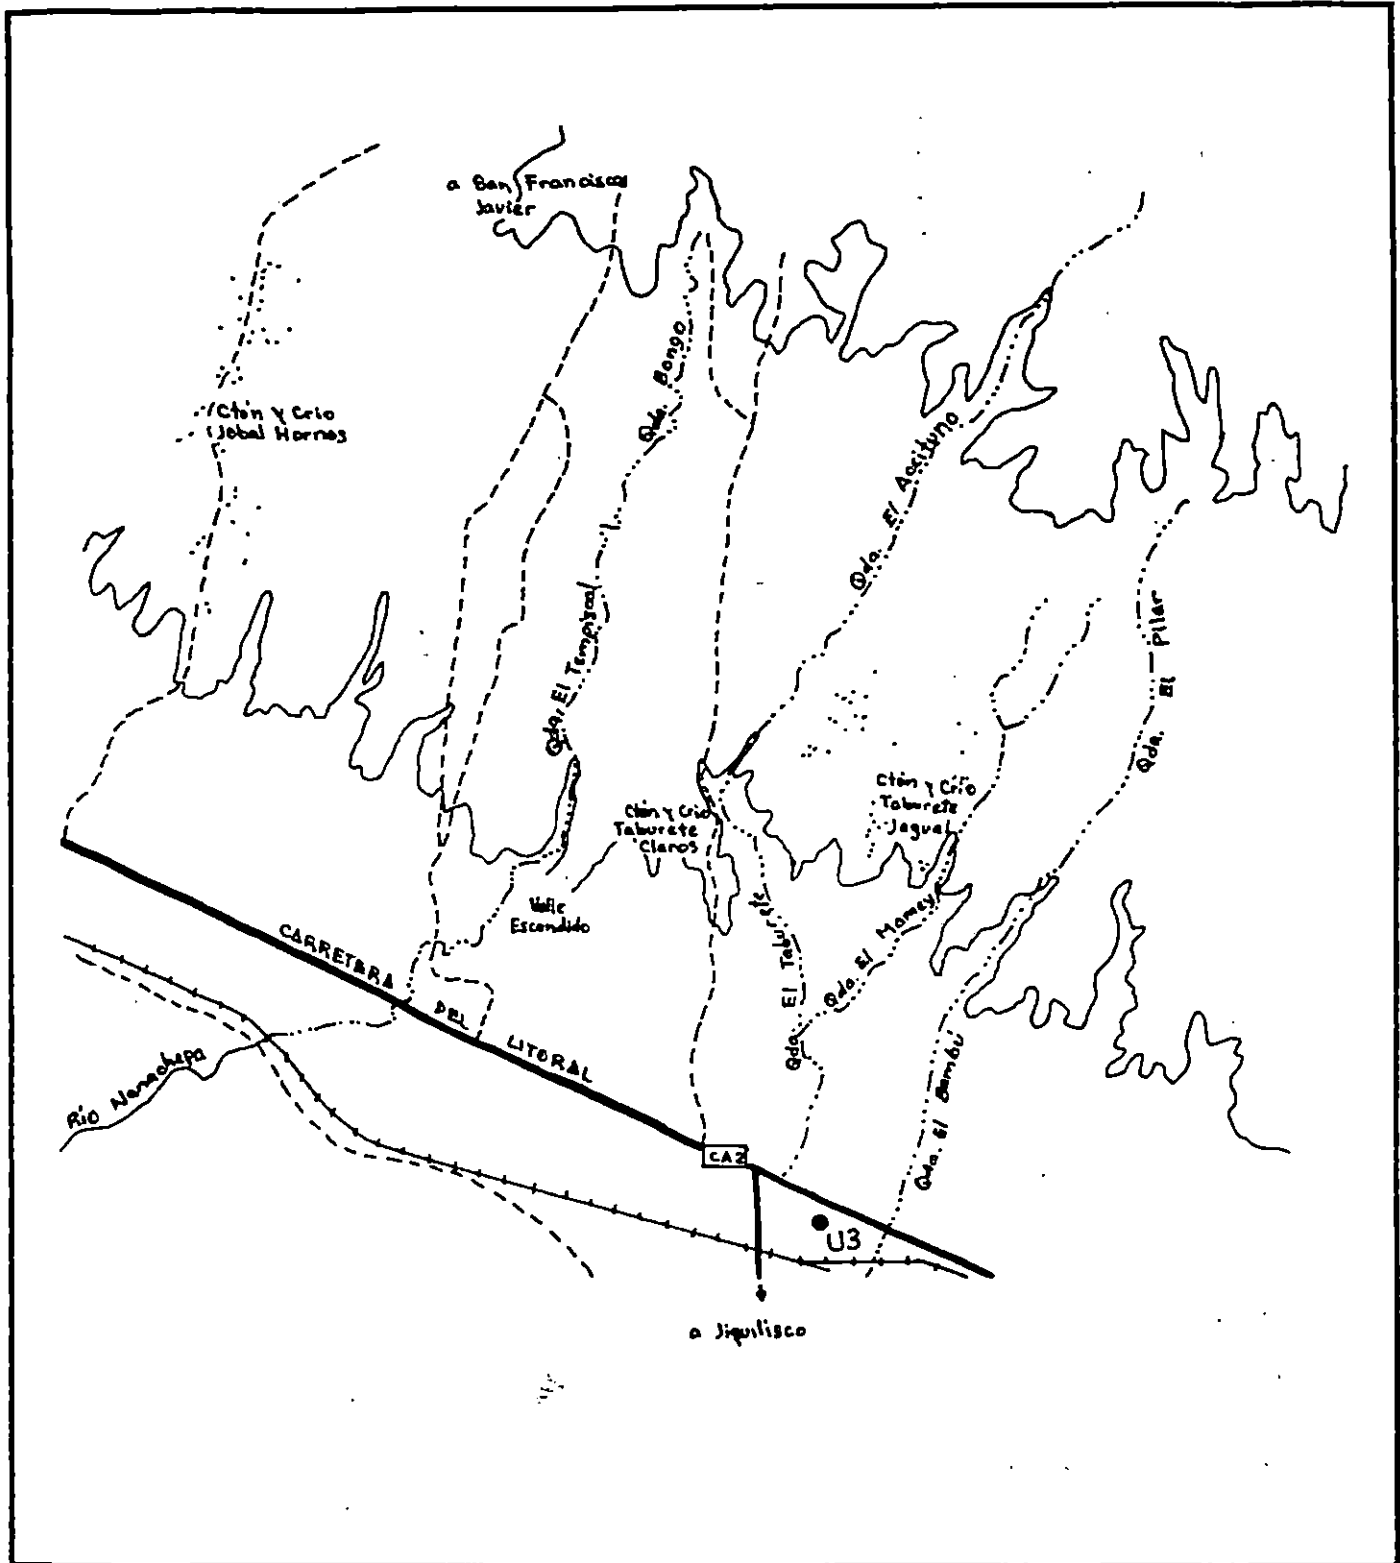 a San Francisco
Javier
Qda. Bongo
Ctón y Crío
Jobal Hornos
Qda. El Aceituno
Qda. El Tempiscal
Qda. El Pilar
Ctón y Crío
Taburete
Jagual
Ctón y Crío
Taburete
Claros
Valle
Escondido
Qda. El Taburete
Qda. El Mamey
CARRETERA DEL LITORAL
Río Nanachepa
Qda. El Bambú
CA2
U3
a Jiquilisco